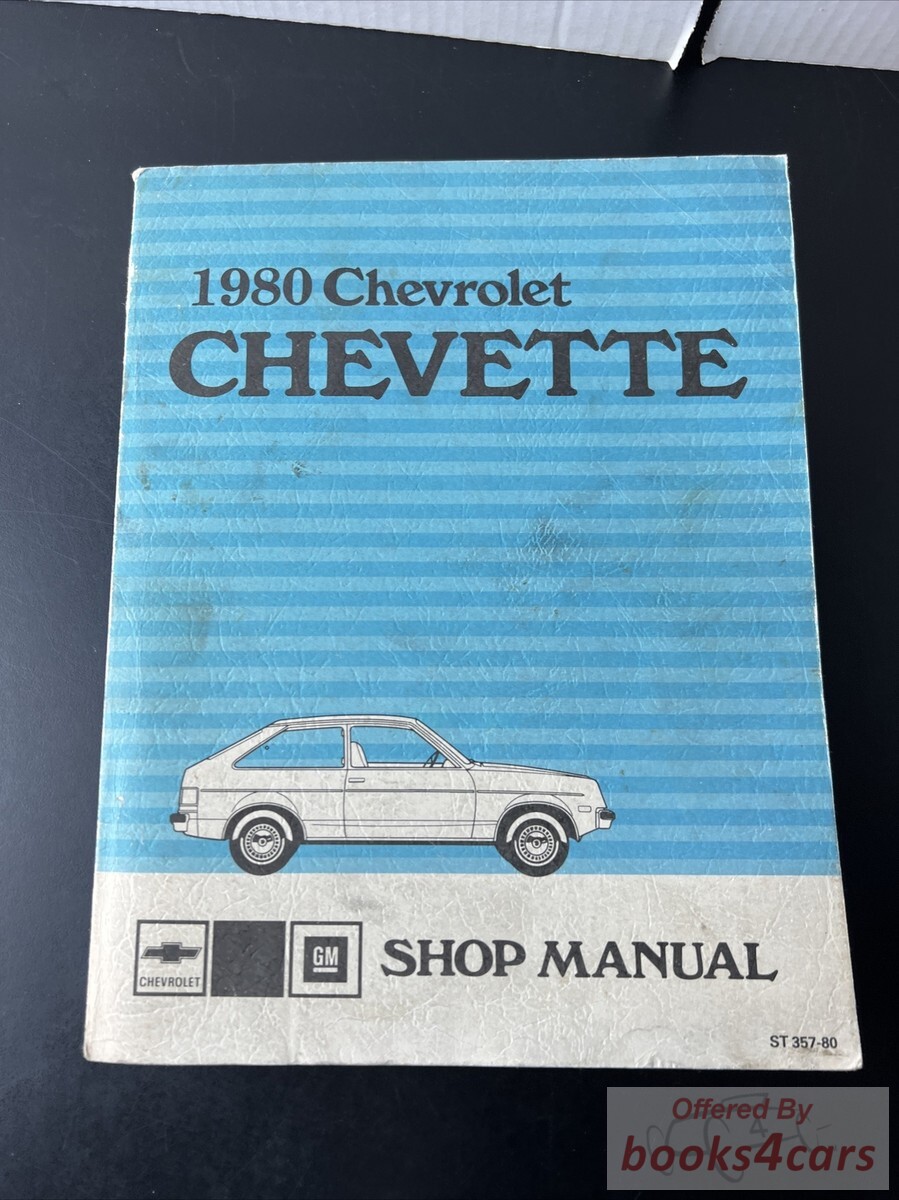 1980 Chevrolet
CHEVETTE
CHEVROLET
GM
SHOP MANUAL
ST 357-80
Offered By
books4cars